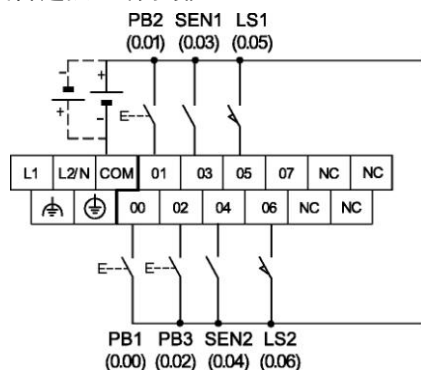 PB2 SEN1 LS1
(0.01) (0.03) (0.05)
- +
+ -
E
L1 L2/N COM 01 03 05 07 NC NC
00 02 04 06 NC NC
E E
PB1 PB3 SEN2 LS2
(0.00) (0.02) (0.04) (0.06)